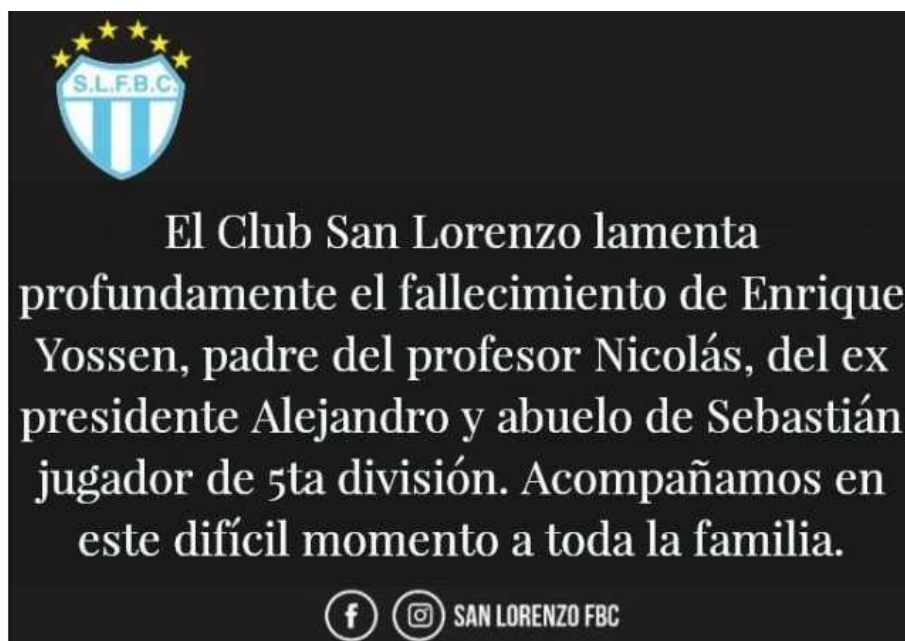 S.L.F.B.C.
El Club San Lorenzo lamenta
profundamente el fallecimiento de Enrique
Yossen, padre del profesor Nicolás, del ex
presidente Alejandro y abuelo de Sebastián
jugador de 5ta división. Acompañamos en
este difícil momento a toda la familia.
SAN LORENZO FBC